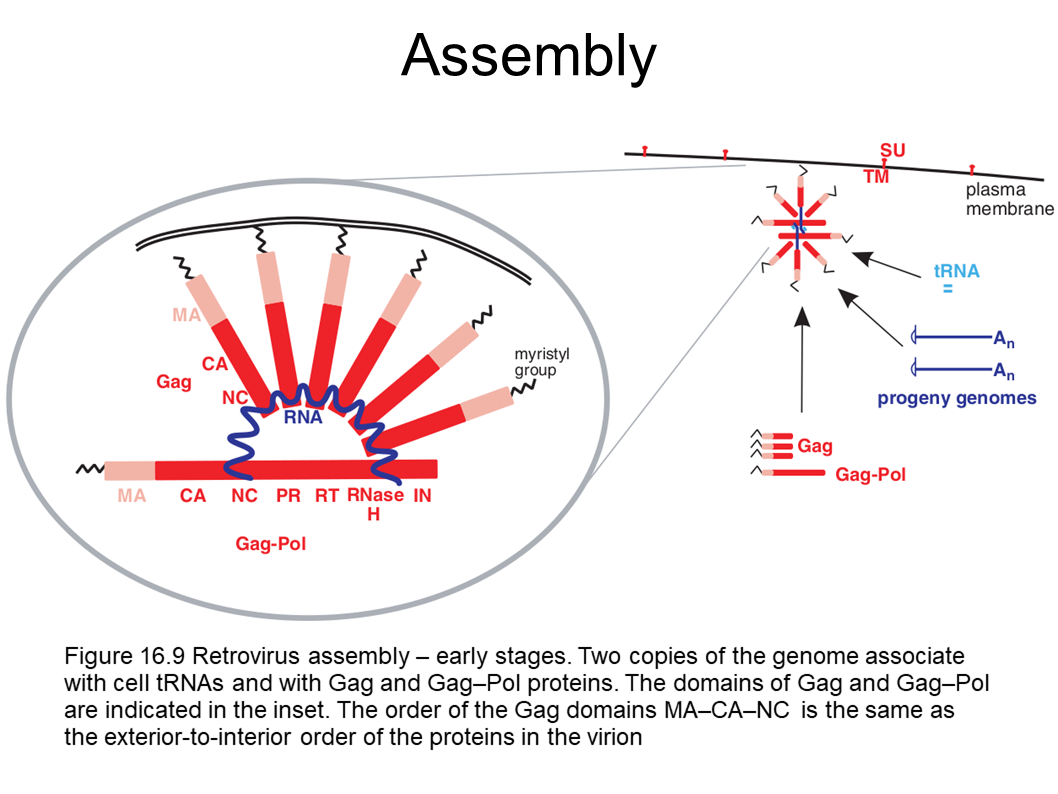 Assembly
SU
TM
plasma
membrane
tRNA
An
An
progeny genomes
Gag
Gag-Pol
MA
CA
Gag
NC
RNA
myristyl
group
MA CA NC PR RT RNase IN
H
Gag-Pol
Figure 16.9 Retrovirus assembly – early stages. Two copies of the genome associate
with cell tRNAs and with Gag and Gag–Pol proteins. The domains of Gag and Gag–Pol
are indicated in the inset. The order of the Gag domains MA–CA–NC is the same as
the exterior-to-interior order of the proteins in the virion